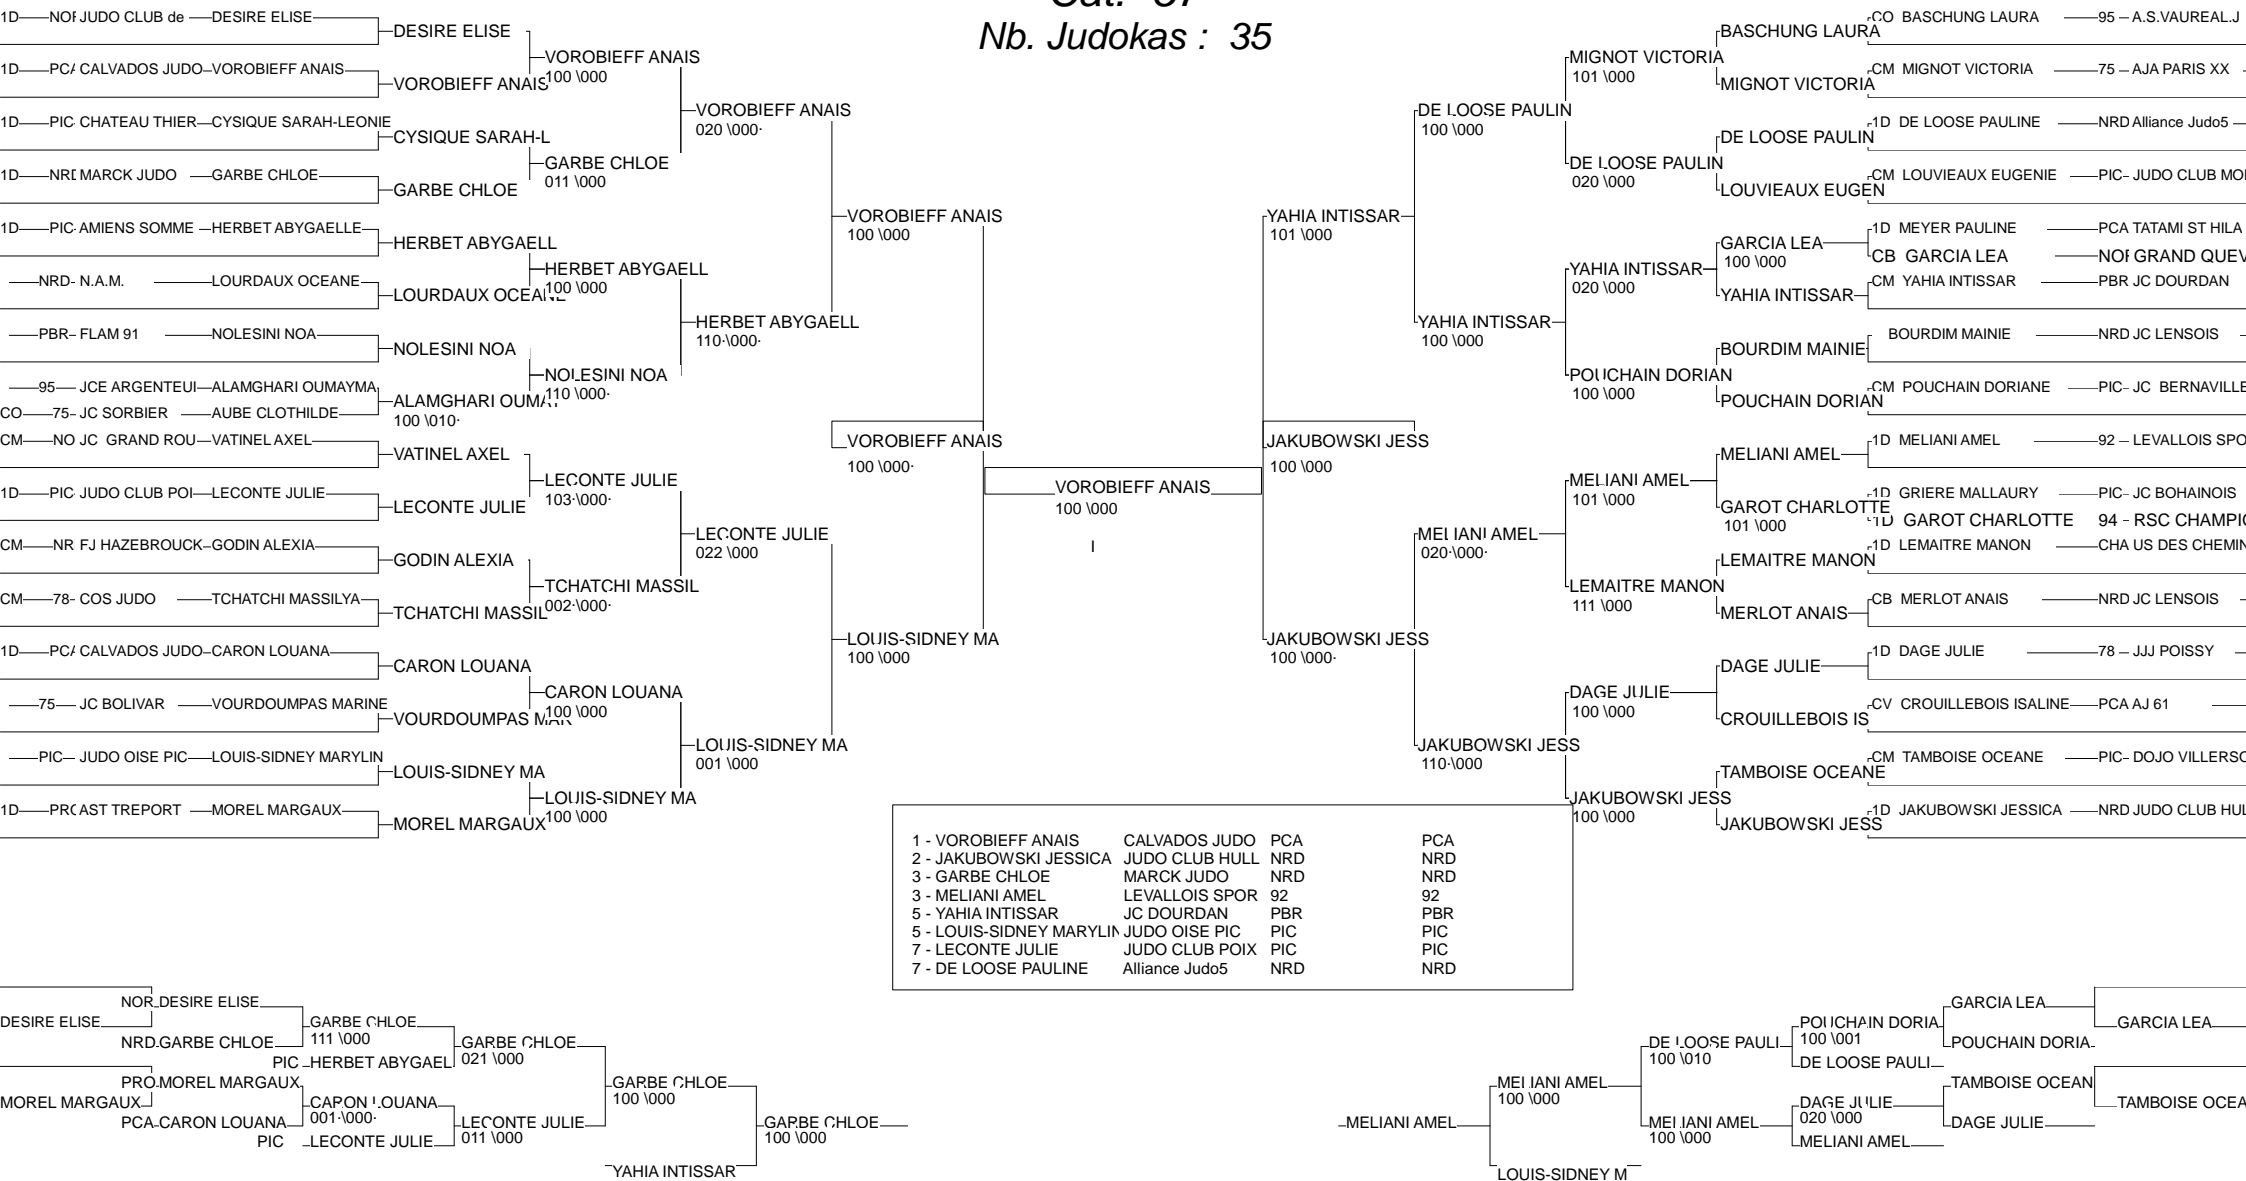 Nb. Judokas : 35
1D NOR JUDO CLUB de DESIRE ELISE
1D PCA CALVADOS JUDO VOROBIEFF ANAIS
1D PIC CHATEAU THIER CYSIQUE SARAH-LEONIE
1D NRD MARCK JUDO GARBE CHLOE
1D PIC AMIENS SOMME HERBET ABYGAELLE
NRD N.A.M. LOURDAUX OCEANE
PBR FLAM 91 NOLESINI NOA
95 JCE ARGENTEUI ALAMGHARI OUMAYMA
CO 75 JC SORBIER AUBE CLOTHILDE
CM NO JC GRAND ROU VATINEL AXEL
1D PIC JUDO CLUB POI LECONTE JULIE
CM NR FJ HAZEBROUCK GODIN ALEXIA
CM 78 COS JUDO TCHATCHI MASSILYA
1D PCA CALVADOS JUDO CARON LOUANA
75 JC BOLIVAR VOURDOUMPAS MARINE
PIC JUDO OISE PIC LOUIS-SIDNEY MARYLIN
1D PRO AST TREPORT MOREL MARGAUX
DESIRE ELISE
VOROBIEFF ANAIS
CYSIQUE SARAH-L
GARBE CHLOE
HERBET ABYGAELL
LOURDAUX OCEANE
NOLESINI NOA
ALAMGHARI OUMA
100 \010
VATINEL AXEL
LECONTE JULIE
GODIN ALEXIA
TCHATCHI MASSIL
CARON LOUANA
VOURDOUMPAS MAR
LOUIS-SIDNEY MA
MOREL MARGAUX
VOROBIEFF ANAIS
100 \000
GARBE CHLOE
011 \000
HERBET ABYGAELL
100 \000
NOLESINI NOA
110 \000
LECONTE JULIE
103 \000
TCHATCHI MASSIL
002 \000
CARON LOUANA
100 \000
LOUIS-SIDNEY MA
100 \000
VOROBIEFF ANAIS
020 \000
HERBET ABYGAELL
110 \000
LECONTE JULIE
022 \000
LOUIS-SIDNEY MA
001 \000
VOROBIEFF ANAIS
100 \000
VOROBIEFF ANAIS
100 \000
LOUIS-SIDNEY MA
100 \000
VOROBIEFF ANAIS
100 \000
I
YAHIA INTISSAR
101 \000
JAKUBOWSKI JESS
100 \000
JAKUBOWSKI JESS
100 \000
DE LOOSE PAULIN
100 \000
YAHIA INTISSAR
100 \000
MELIANI AMEL
020 \000
JAKUBOWSKI JESS
110 \000
MIGNOT VICTORIA
101 \000
DE LOOSE PAULIN
020 \000
YAHIA INTISSAR
020 \000
POUCHAIN DORIAN
100 \000
MELIANI AMEL
101 \000
LEMAITRE MANON
111 \000
DAGE JULIE
100 \000
JAKUBOWSKI JESS
100 \000
BASCHUNG LAURA
MIGNOT VICTORIA
DE LOOSE PAULIN
LOUVIEAUX EUGEN
GARCIA LEA
100 \000
YAHIA INTISSAR
BOURDIM MAINIE
POUCHAIN DORIAN
MELIANI AMEL
GAROT CHARLOTTE
101 \000
LEMAITRE MANON
MERLOT ANAIS
DAGE JULIE
CROUILLEBOIS IS
TAMBOISE OCEANE
JAKUBOWSKI JESS
CO BASCHUNG LAURA 95 A.S.VAUREAL.J
CM MIGNOT VICTORIA 75 AJA PARIS XX
1D DE LOOSE PAULINE NRD Alliance Judo5
CM LOUVIEAUX EUGENIE PIC JUDO CLUB MO
1D MEYER PAULINE PCA TATAMI ST HILA
CB GARCIA LEA NOR GRAND QUEV
CM YAHIA INTISSAR PBR JC DOURDAN
BOURDIM MAINIE NRD JC LENSOIS
CM POUCHAIN DORIANE PIC JC BERNAVILLE
1D MELIANI AMEL 92 LEVALLOIS SPO
1D GRIERE MALLAURY PIC JC BOHAINOIS
1D GAROT CHARLOTTE 94 RSC CHAMPI
1D LEMAITRE MANON CHA US DES CHEMIN
CB MERLOT ANAIS NRD JC LENSOIS
1D DAGE JULIE 78 JJJ POISSY
CV CROUILLEBOIS ISALINE PCA AJ 61
CM TAMBOISE OCEANE PIC DOJO VILLERS
1D JAKUBOWSKI JESSICA NRD JUDO CLUB HUL
1 - VOROBIEFF ANAIS CALVADOS JUDO PCA PCA
2 - JAKUBOWSKI JESSICA JUDO CLUB HULL NRD NRD
3 - GARBE CHLOE MARCK JUDO NRD NRD
3 - MELIANI AMEL LEVALLOIS SPOR 92 92
5 - YAHIA INTISSAR JC DOURDAN PBR PBR
5 - LOUIS-SIDNEY MARYLIN JUDO OISE PIC PIC PIC
7 - LECONTE JULIE JUDO CLUB POIX PIC PIC
7 - DE LOOSE PAULINE Alliance Judo5 NRD NRD
DESIRE ELISE
MOREL MARGAUX
NOR DESIRE ELISE
NRD GARBE CHLOE
PRO MOREL MARGAUX
PCA CARON LOUANA
GARBE CHLOE
111 \000
PIC HERBET ABYGAEL
CARON LOUANA
001 \000
PIC LECONTE JULIE
GARBE CHLOE
021 \000
LECONTE JULIE
011 \000
GARBE CHLOE
100 \000
YAHIA INTISSAR
GARBE CHLOE
100 \000
MELIANI AMEL
MELIANI AMEL
100 \000
LOUIS-SIDNEY M
DE LOOSE PAULI
100 \010
MELIANI AMEL
100 \000
POUCHAIN DORIA
100 \001
DE LOOSE PAULI
DAGE JULIE
020 \000
MELIANI AMEL
GARCIA LEA
POUCHAIN DORIA
TAMBOISE OCEAN
DAGE JULIE
GARCIA LEA
TAMBOISE OCEA